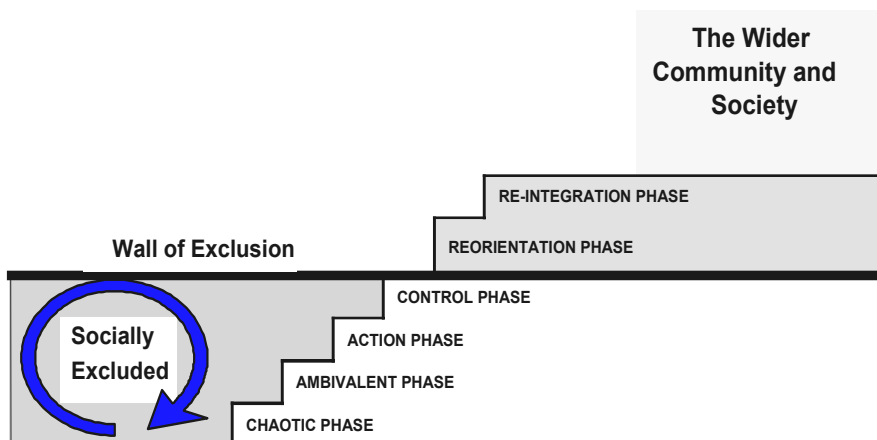 The Wider
Community and
Society
RE-INTEGRATION PHASE
REORIENTATION PHASE
Wall of Exclusion
CONTROL PHASE
ACTION PHASE
AMBIVALENT PHASE
CHAOTIC PHASE
Socially
Excluded